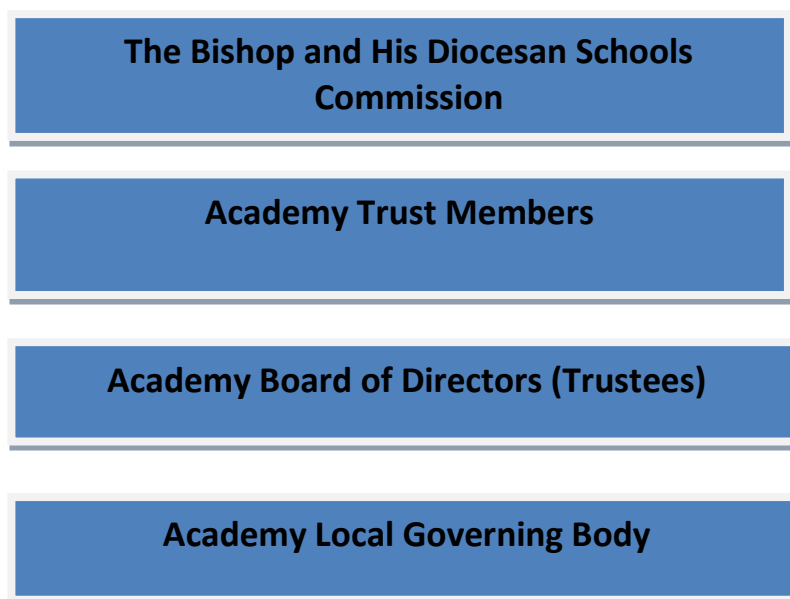 The Bishop and His Diocesan Schools
Commission
Academy Trust Members
Academy Board of Directors (Trustees)
Academy Local Governing Body